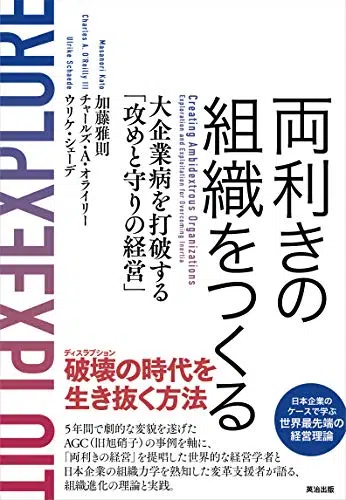 両利きの
組織をつくる
Creating Ambidextrous Organizations
Exploration and Exploitation for Overcoming Inertia
大企業病を打破する
「攻めと守りの経営」
加藤雅則
Masanori Kato
チャールズ・A・オライリー
Charles A. O'Reilly III
ウリケ・シェーデ
Ulrike Schaede
EXPLORE
EXPLOIT
ディスラプション
破壊の時代を
生き抜く方法
5年間で劇的な変貌を遂げた
AGC（旧旭硝子）の事例を軸に、
「両利きの経営」を提唱した世界的な経営学者と
日本企業の組織力学を熟知した変革支援者が語る、
組織進化の理論と実践。
日本企業の
ケースで学ぶ
世界最先端の
経営理論
英治出版